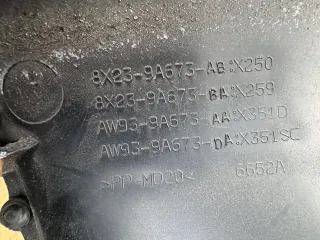 8X23-9A673-AB:X250
8X23-9A673-BA:X259
AW93-9A673-AA:X351D
AW93-9A673-DA:X351SC
>PP-MD20< 6652A